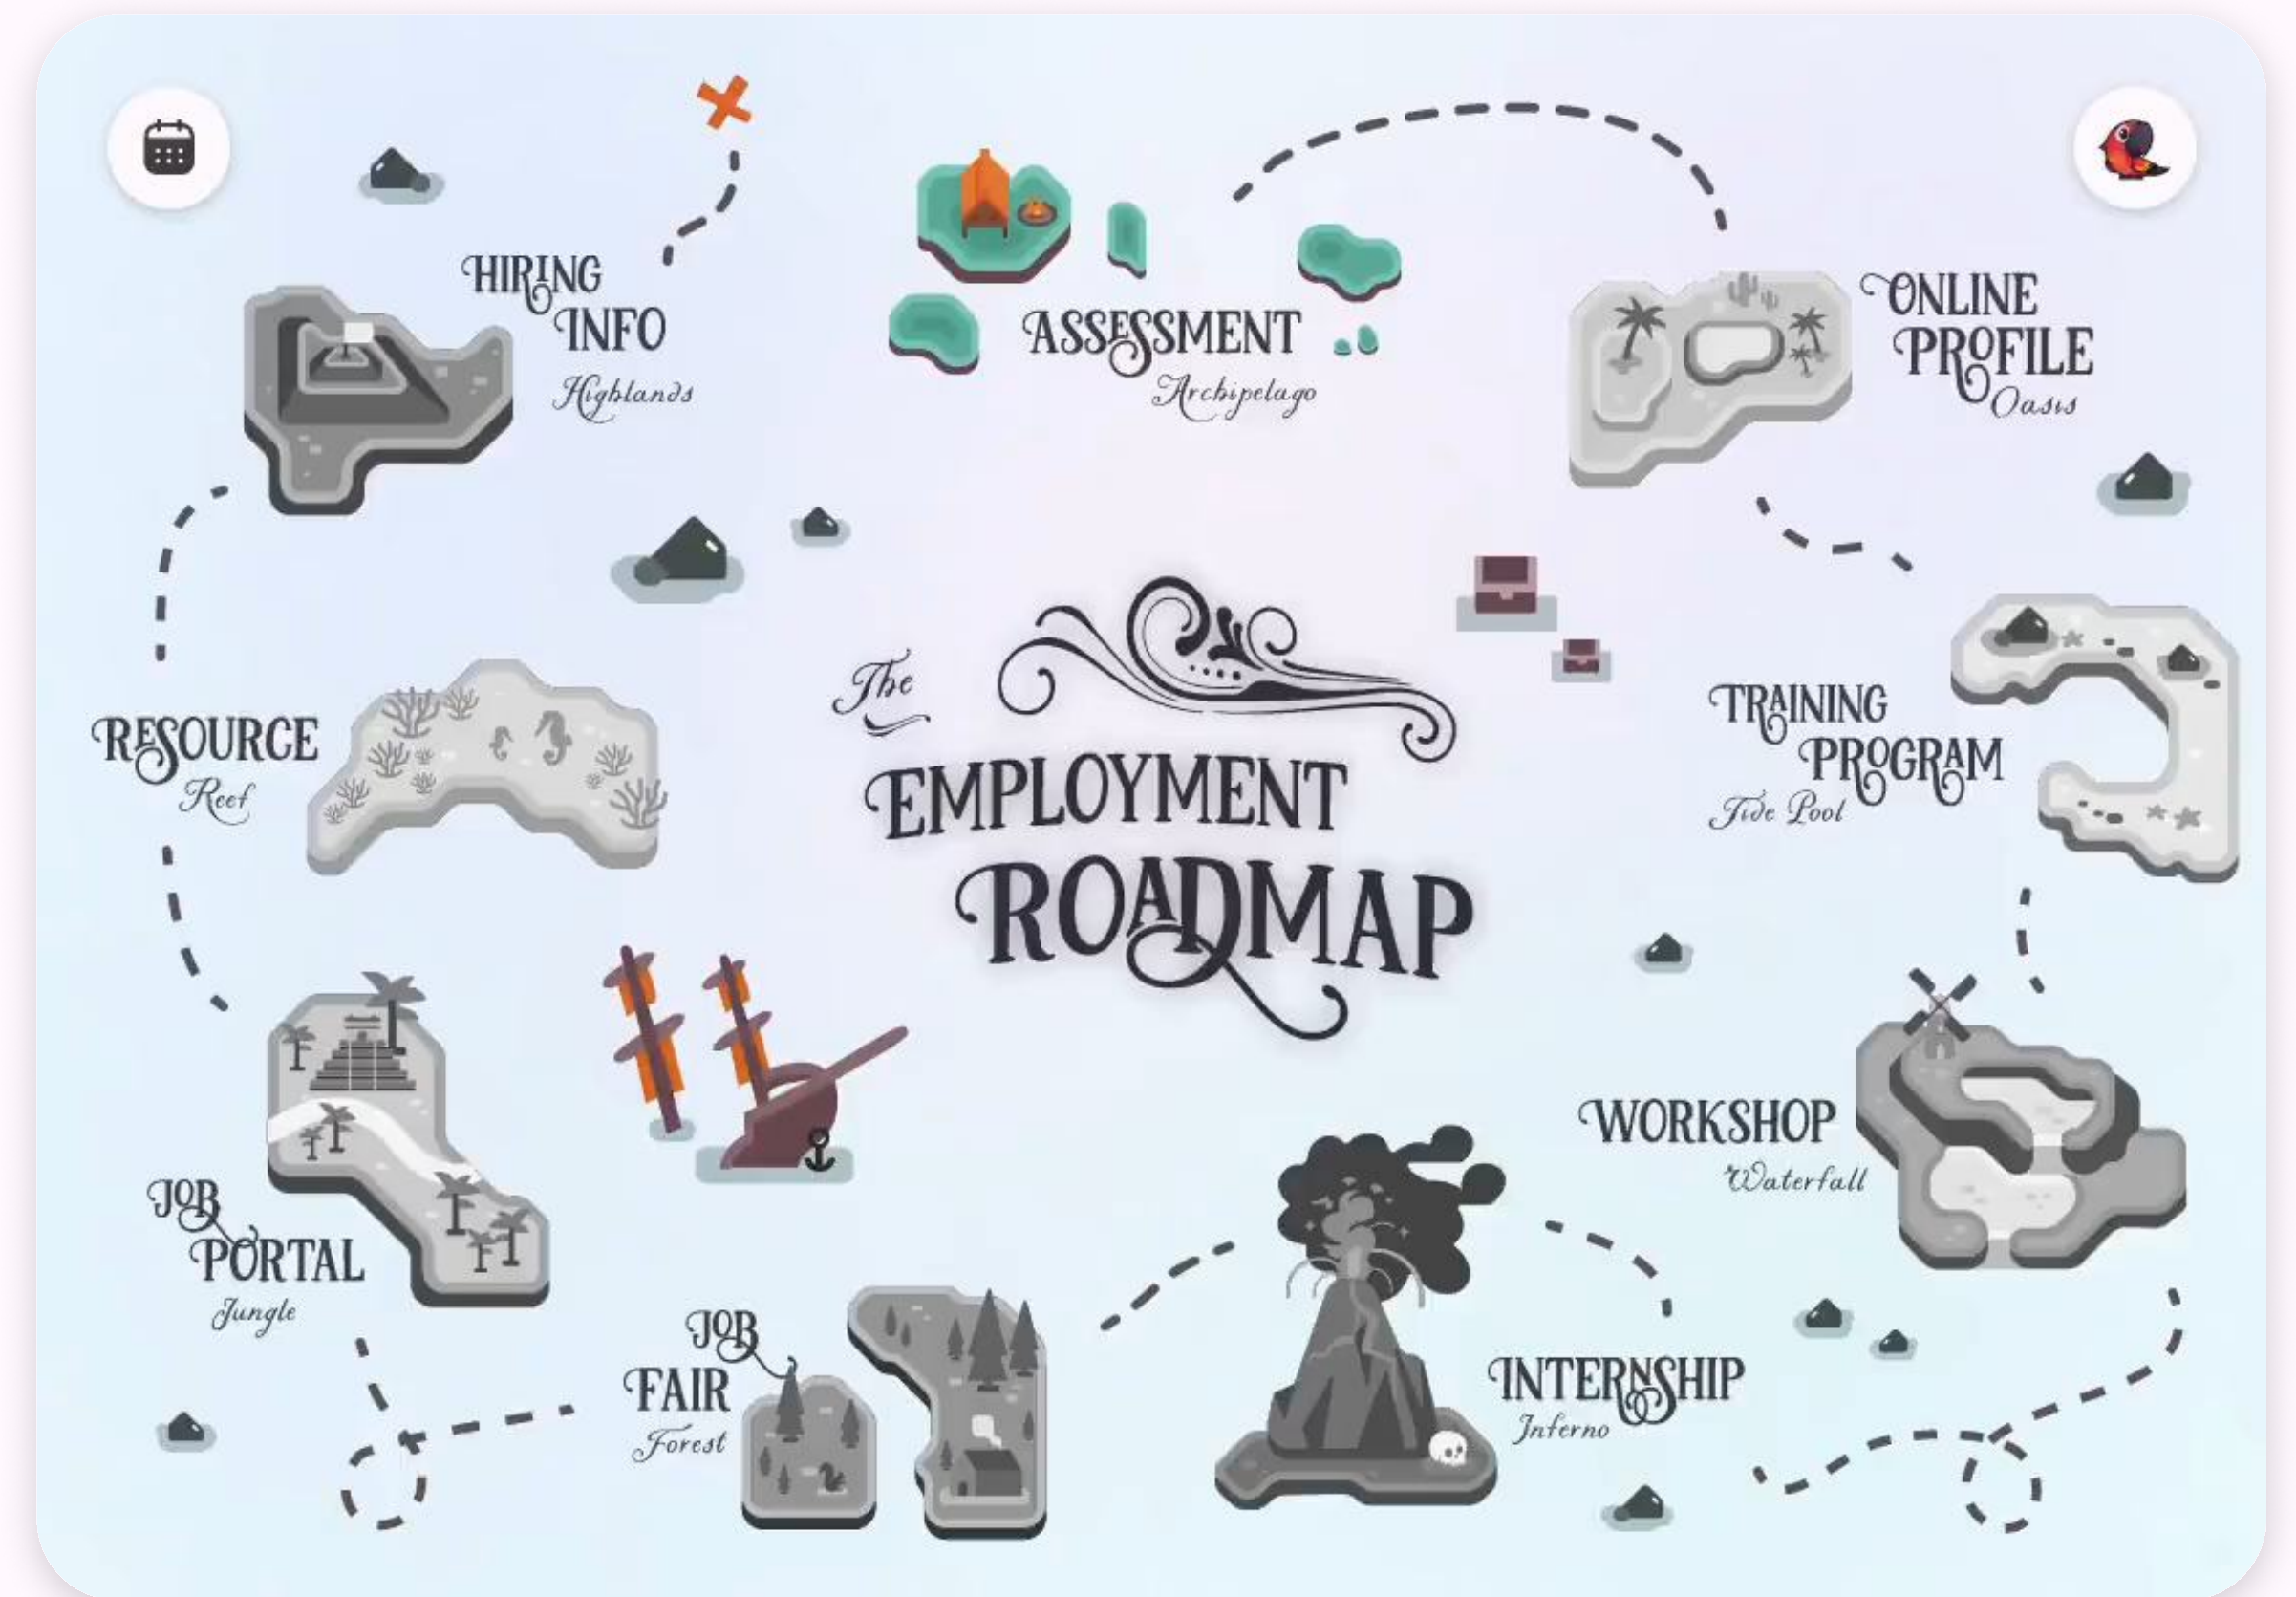 HIRING
INFO
Highlands
ASSESSMENT
Archipelago
ONLINE
PROFILE
Oasis
RESOURCE
Reef
The
EMPLOYMENT
ROADMAP
TRAINING
PROGRAM
Tide Pool
JOB
PORTAL
Jungle
JOB
FAIR
Forest
INTERNSHIP
Inferno
WORKSHOP
Waterfall